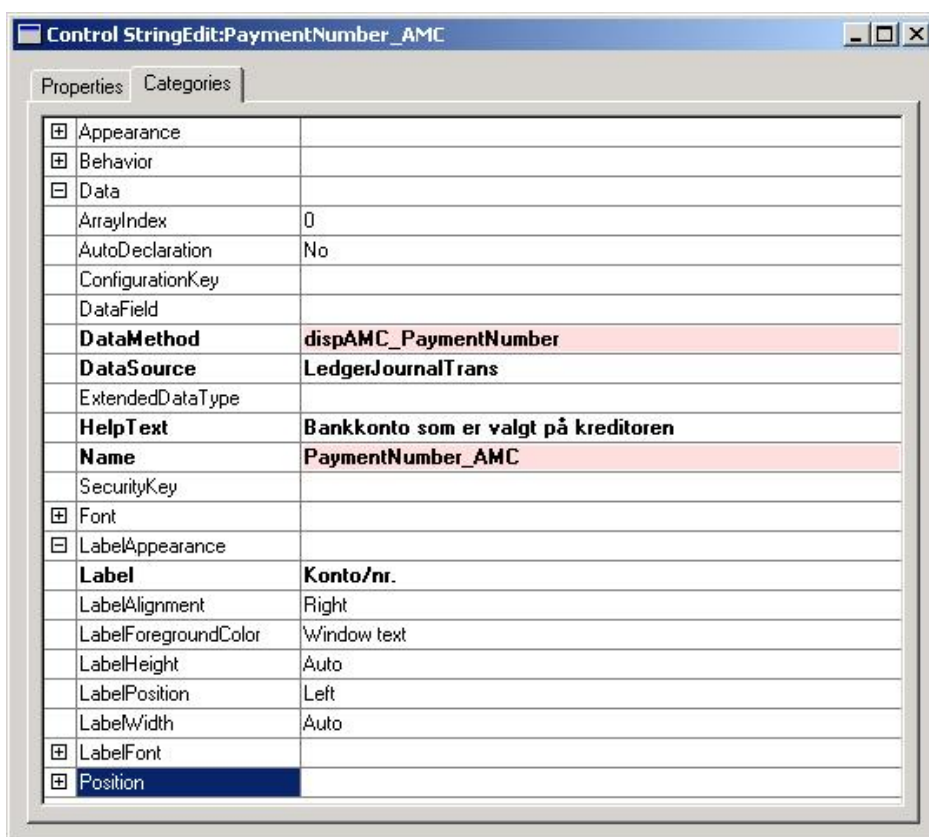 Control StringEdit:PaymentNumber_AMC
Properties Categories
Appearance
Behavior
Data
ArrayIndex 0
AutoDeclaration No
ConfigurationKey
DataField
DataMethod dispAMC_PaymentNumber
DataSource LedgerJournalTrans
ExtendedDataType
HelpText Bankkonto som er valgt på kreditoren
Name PaymentNumber_AMC
SecurityKey
Font
LabelAppearance
Label Konto/nr.
LabelAlignment Right
LabelForegroundColor Window text
LabelHeight Auto
LabelPosition Left
LabelWidth Auto
LabelFont
Position